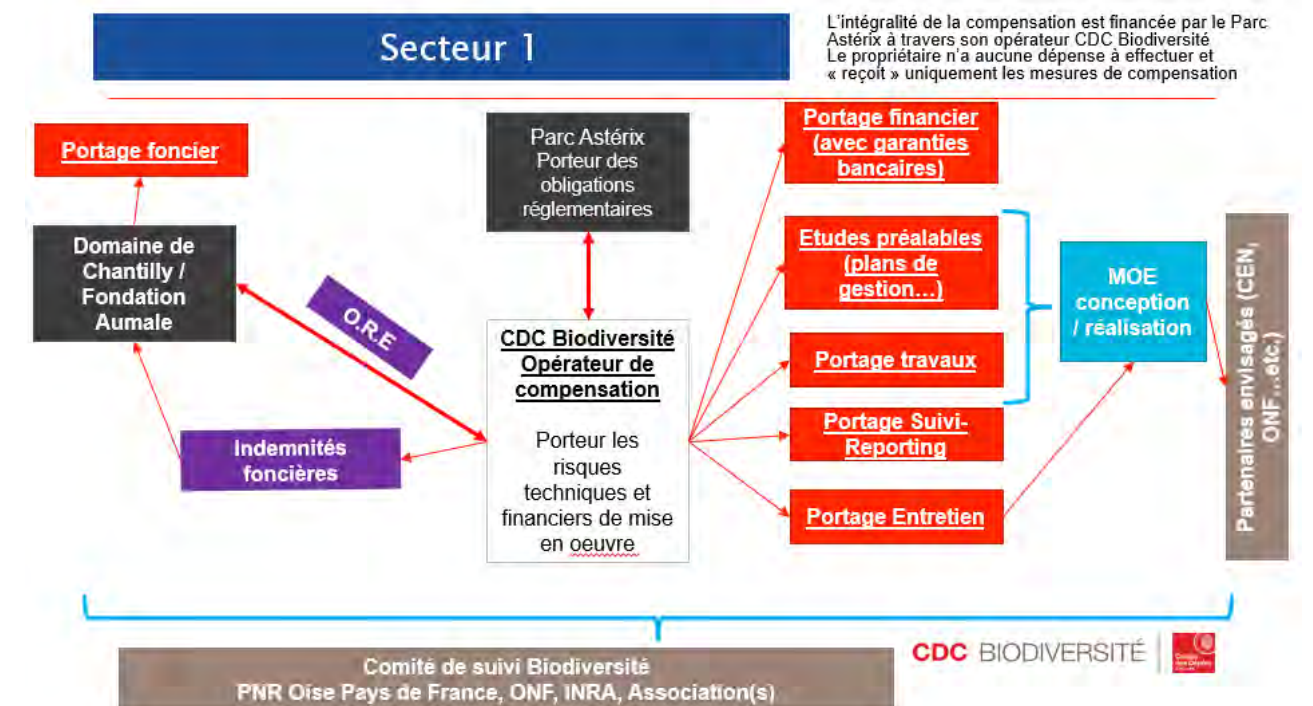 Secteur 1
L'intégralité de la compensation est financée par le Parc
Astérix à travers son opérateur CDC Biodiversité
Le propriétaire n'a aucune dépense à effectuer et
« reçoit » uniquement les mesures de compensation
Portage foncier
Domaine de
Chantilly /
Fondation
Aumale
O.R.E
Indemnités
foncières
Parc Astérix
Porteur des
obligations
réglementaires
CDC Biodiversité
Opérateur de
compensation
Porteur les
risques
techniques et
financiers de mise
en oeuvre
Portage financier
(avec garanties
bancaires)
Etudes préalables
(plans de
gestion…)
Portage travaux
Portage Suivi-
Reporting
Portage Entretien
MOE
conception
/ réalisation
Partenaires envisagés (CEN,
ONF…etc.)
Comité de suivi Biodiversité
PNR Oise Pays de France, ONF, INRA, Association(s)
CDC BIODIVERSITÉ